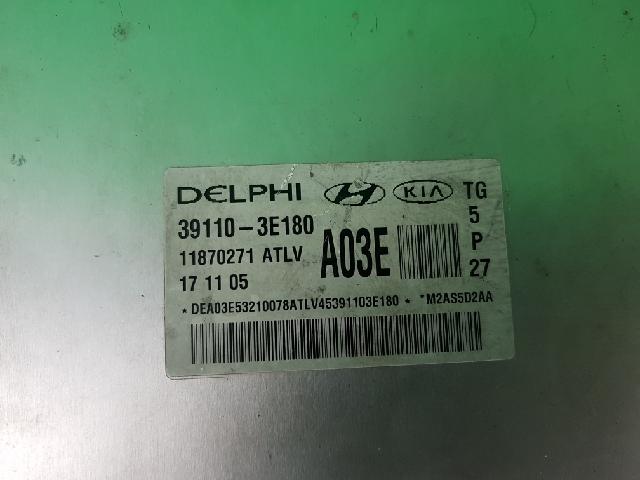 DELPHI KIA TG
39110-3E180 5
11870271 ATLV A03E P
17 11 05 27
*DEA03E53210078ATLV45391103E180* *M2AS5D2AA